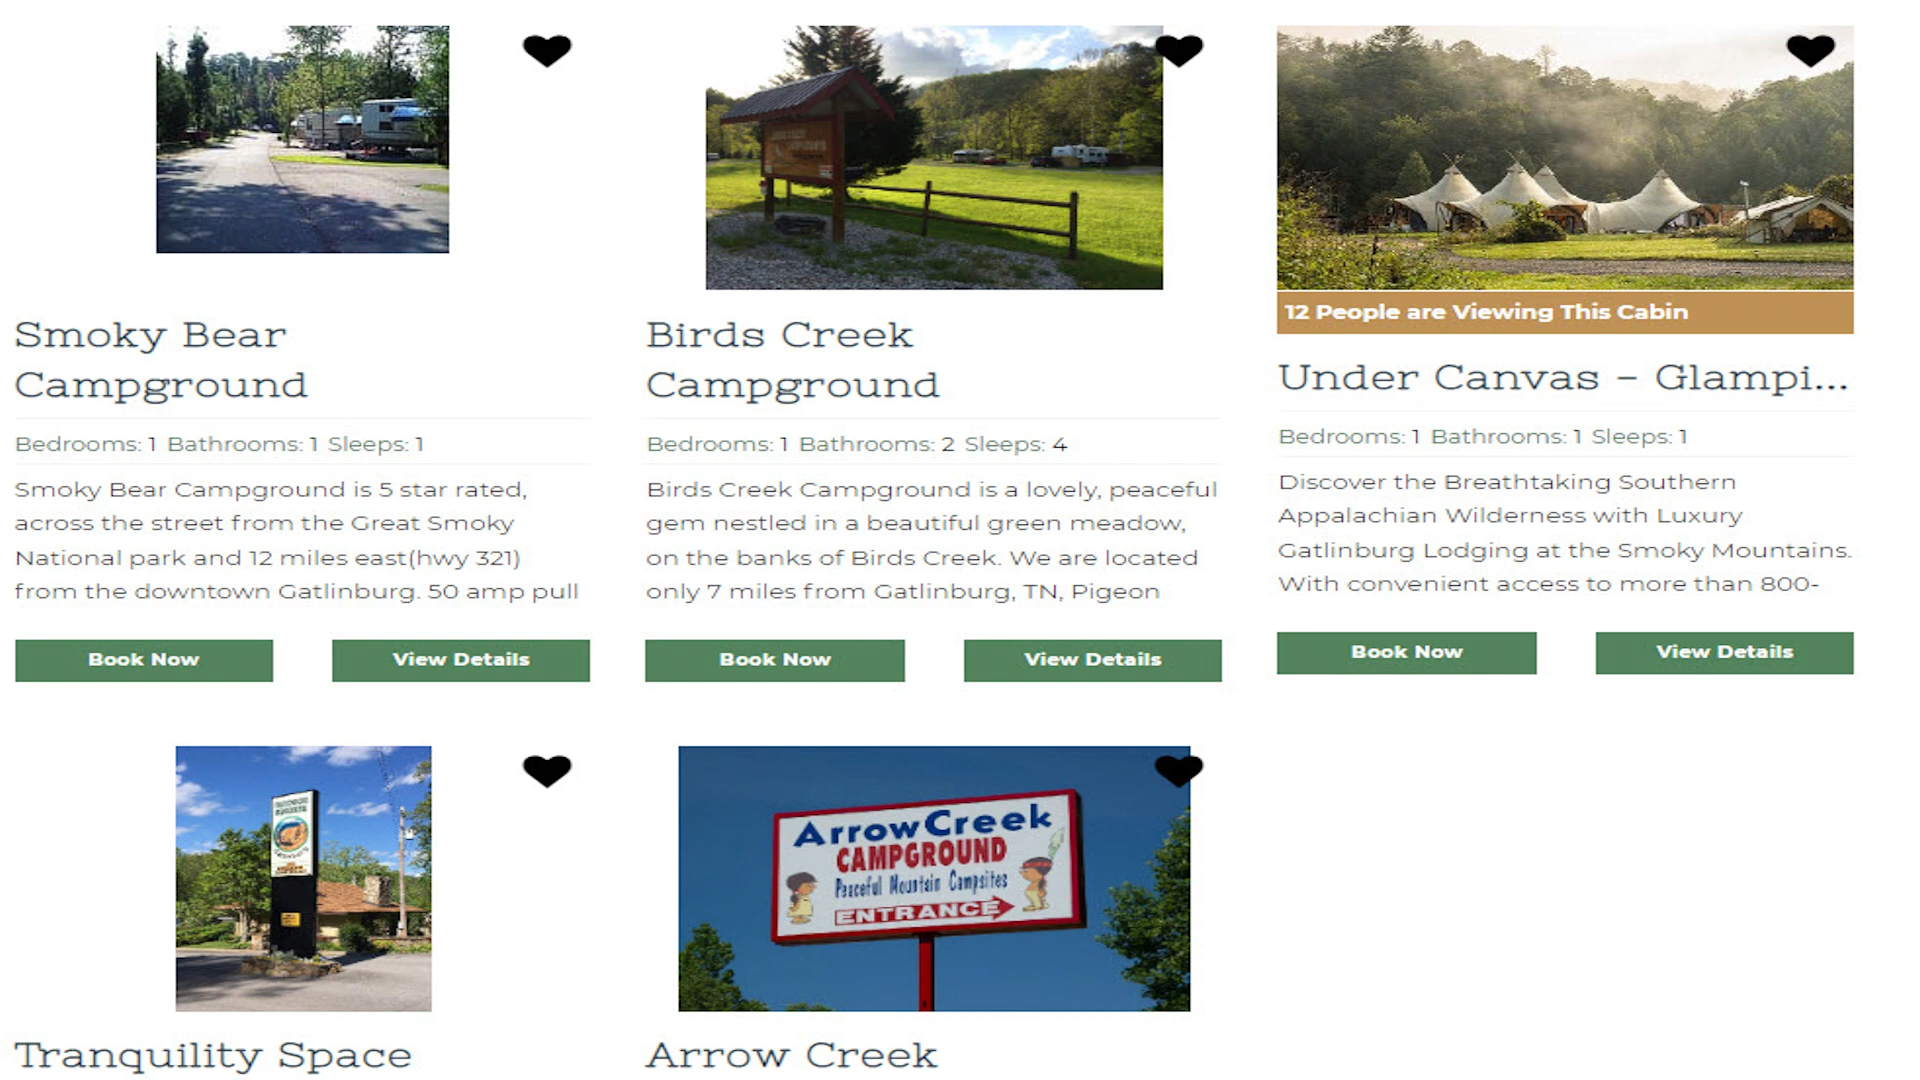 Smoky Bear
Campground
Bedrooms: 1 Bathrooms: 1 Sleeps: 1
Smoky Bear Campground is 5 star rated,
across the street from the Great Smoky
National park and 12 miles east(hwy 321)
from the downtown Gatlinburg. 50 amp pull
Book Now View Details
Birds Creek
Campground
Bedrooms: 1 Bathrooms: 2 Sleeps: 4
Birds Creek Campground is a lovely, peaceful
gem nestled in a beautiful green meadow,
on the banks of Birds Creek. We are located
only 7 miles from Gatlinburg, TN, Pigeon
Book Now View Details
12 People are Viewing This Cabin
Under Canvas – Glampi...
Bedrooms: 1 Bathrooms: 1 Sleeps: 1
Discover the Breathtaking Southern
Appalachian Wilderness with Luxury
Gatlinburg Lodging at the Smoky Mountains.
With convenient access to more than 800-
Book Now View Details
Tranquility Space
ArrowCreek
CAMPGROUND
Peaceful Mountain Campsites
ENTRANCE
Arrow Creek